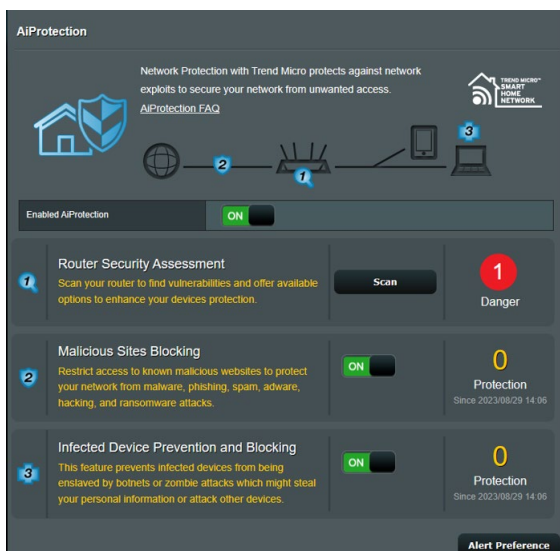 AiProtection
Network Protection with Trend Micro protects against network
exploits to secure your network from unwanted access.
AiProtection FAQ
TREND MICRO™
SMART
HOME
NETWORK
3
2
1
Enabled AiProtection
ON
1
Router Security Assessment
Scan your router to find vulnerabilities and offer available
options to enhance your devices protection.
Scan
1
Danger
2
Malicious Sites Blocking
Restrict access to known malicious websites to protect
your network from malware, phishing, spam, adware,
hacking, and ransomware attacks.
ON
0
Protection
Since 2023/08/29 14:06
3
Infected Device Prevention and Blocking
This feature prevents infected devices from being
enslaved by botnets or zombie attacks which might steal
your personal information or attack other devices.
ON
0
Protection
Since 2023/08/29 14:06
Alert Preference